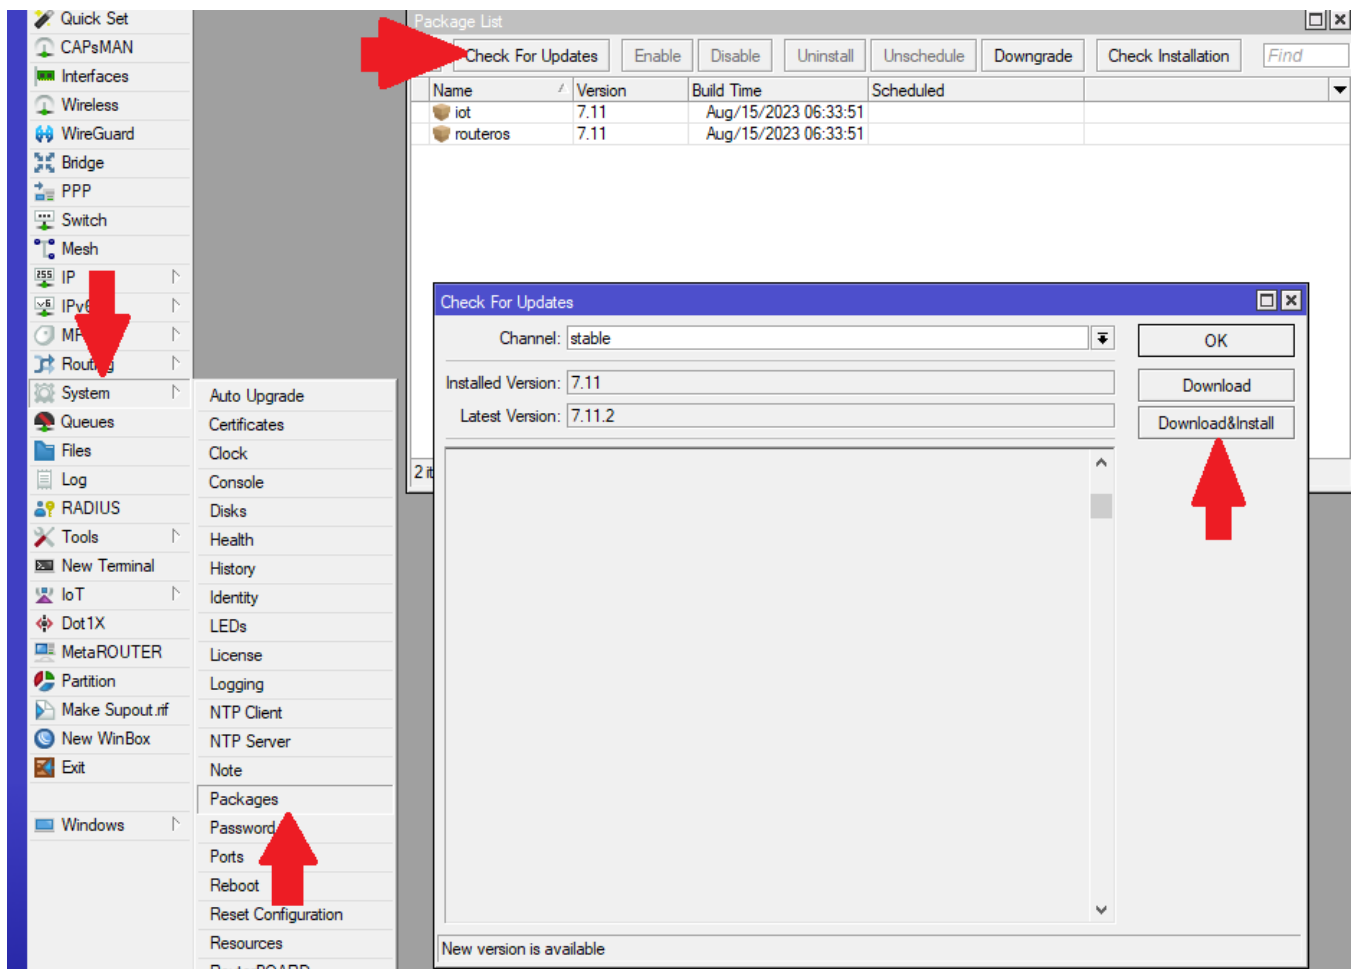 Quick Set
CAPsMAN
Interfaces
Wireless
WireGuard
Bridge
PPP
Switch
Mesh
IP
IPv6
Routing
System
Queues
Files
Log
RADIUS
Tools
New Terminal
IoT
Dot1X
MetaROUTER
Partition
Make Supout.rif
New WinBox
Exit
Windows
Auto Upgrade
Certificates
Clock
Console
Disks
Health
History
Identity
LEDs
License
Logging
NTP Client
NTP Server
Note
Packages
Password
Ports
Reboot
Reset Configuration
Resources
RouterBOARD
Package List
Check For Updates Enable Disable Uninstall Unschedule Downgrade Check Installation Find
Name Version Build Time Scheduled
iot 7.11 Aug/15/2023 06:33:51
routeros 7.11 Aug/15/2023 06:33:51
Check For Updates
Channel: stable
OK
Installed Version: 7.11
Download
Latest Version: 7.11.2
Download&Install
New version is available